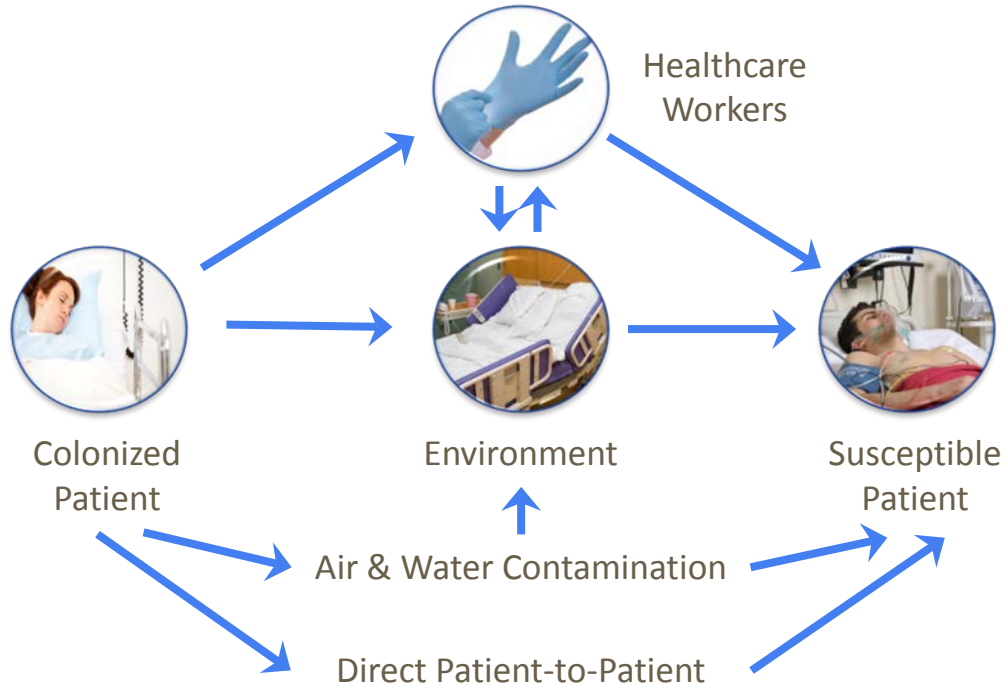 Healthcare
Workers
Colonized
Patient
Environment
Susceptible
Patient
Air & Water Contamination
Direct Patient-to-Patient